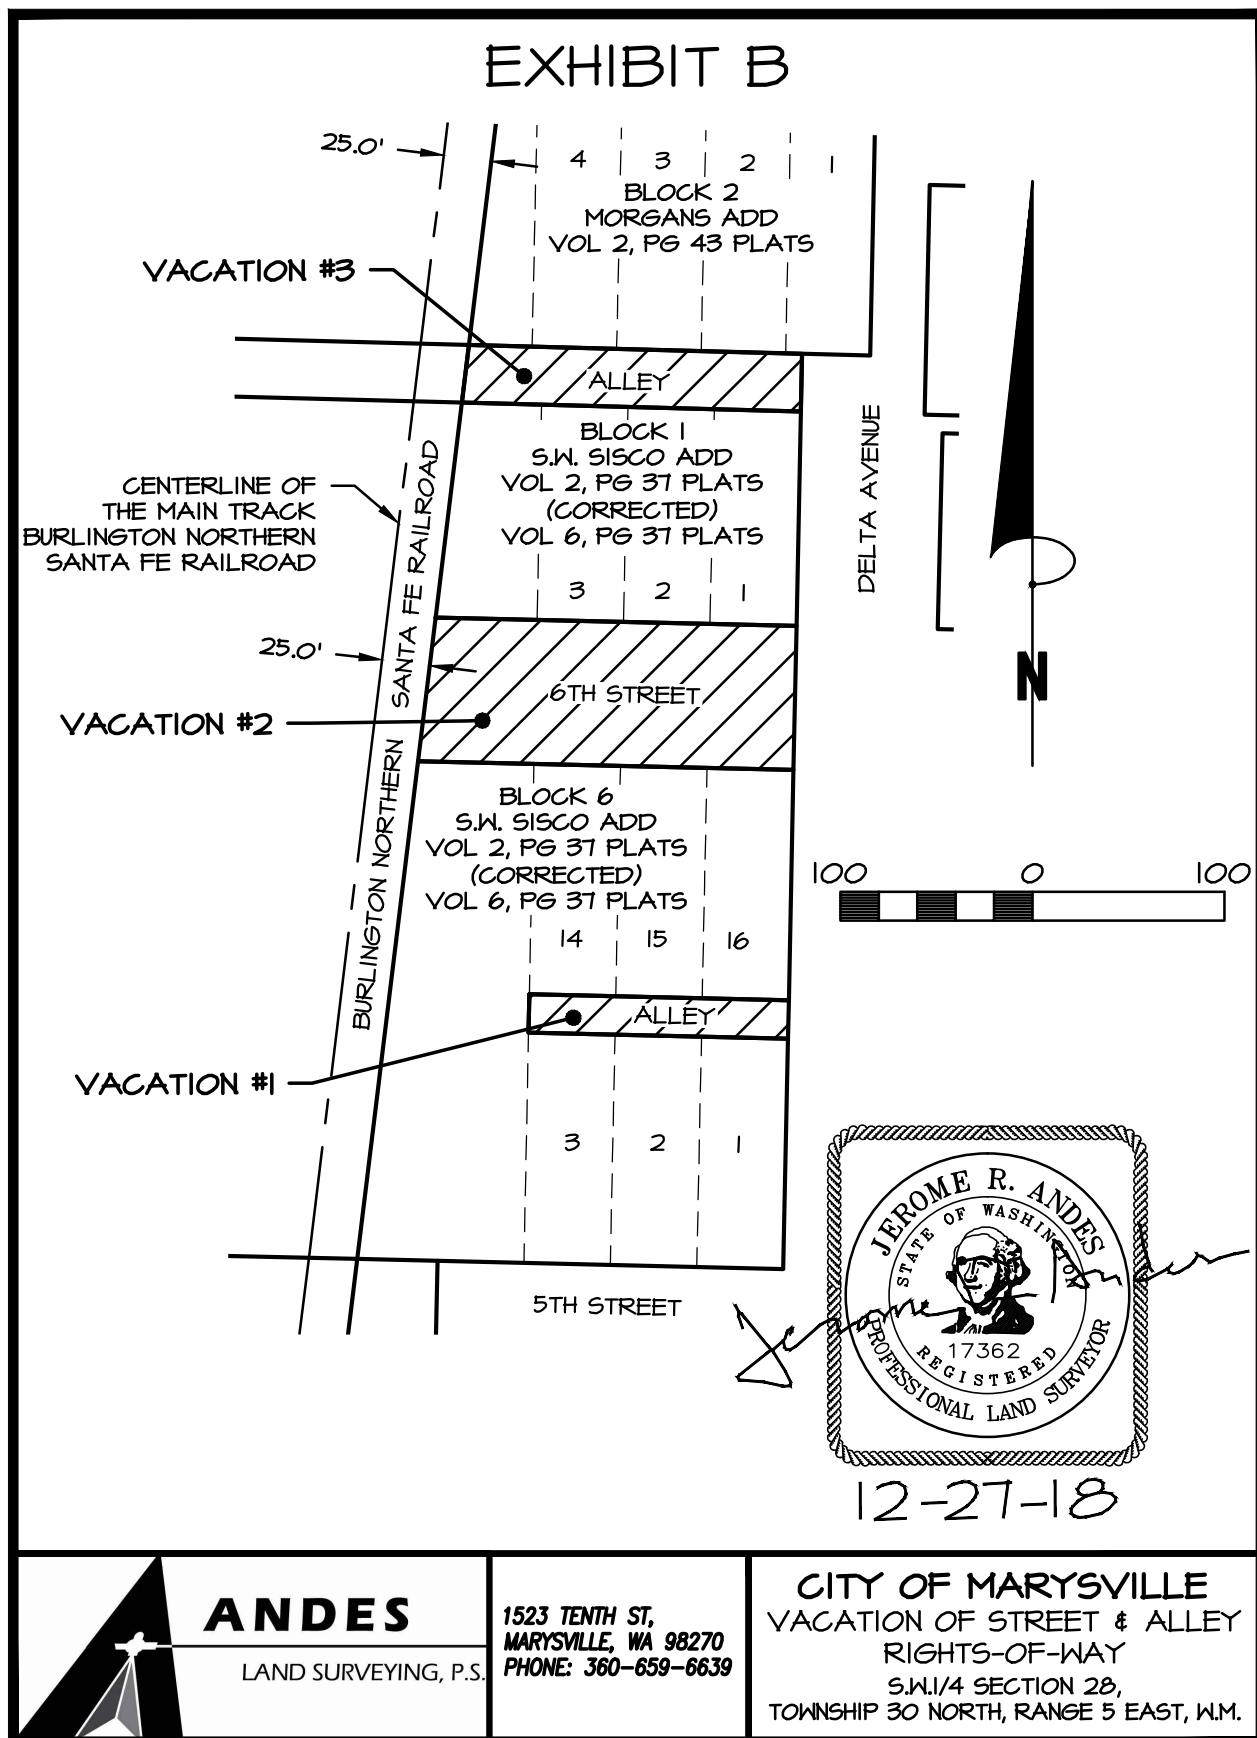 EXHIBIT B
25.0'
4 3 2 1
BLOCK 2
MORGANS ADD
VOL 2, PG 43 PLATS
VACATION #3
ALLEY
BLOCK 1
S.W. SISCO ADD
VOL 2, PG 37 PLATS
(CORRECTED)
VOL 6, PG 37 PLATS
3 2 1
DELTA AVENUE
CENTERLINE OF
THE MAIN TRACK
BURLINGTON NORTHERN
SANTA FE RAILROAD
BURLINGTON NORTHERN SANTA FE RAILROAD
25.0'
6TH STREET
VACATION #2
N
BLOCK 6
S.W. SISCO ADD
VOL 2, PG 37 PLATS
(CORRECTED)
VOL 6, PG 37 PLATS
14 15 16
100 0 100
ALLEY
VACATION #1
3 2 1
5TH STREET
JEROME R. ANDES
STATE OF WASHINGTON
17362
REGISTERED
PROFESSIONAL LAND SURVEYOR
12-27-18
ANDES
LAND SURVEYING, P.S.
1523 TENTH ST,
MARYSVILLE, WA 98270
PHONE: 360-659-6639
CITY OF MARYSVILLE
VACATION OF STREET & ALLEY
RIGHTS-OF-WAY
S.W.1/4 SECTION 28,
TOWNSHIP 30 NORTH, RANGE 5 EAST, W.M.